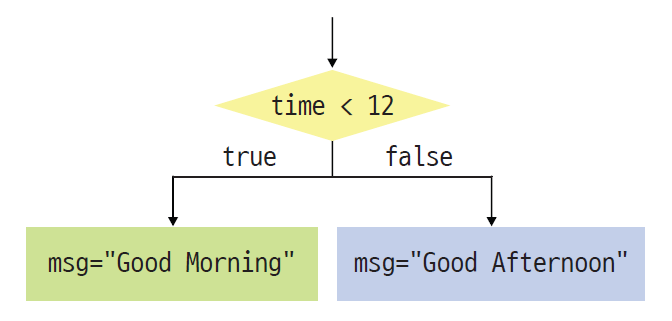 time < 12
true
false
msg="Good Morning"
msg="Good Afternoon"